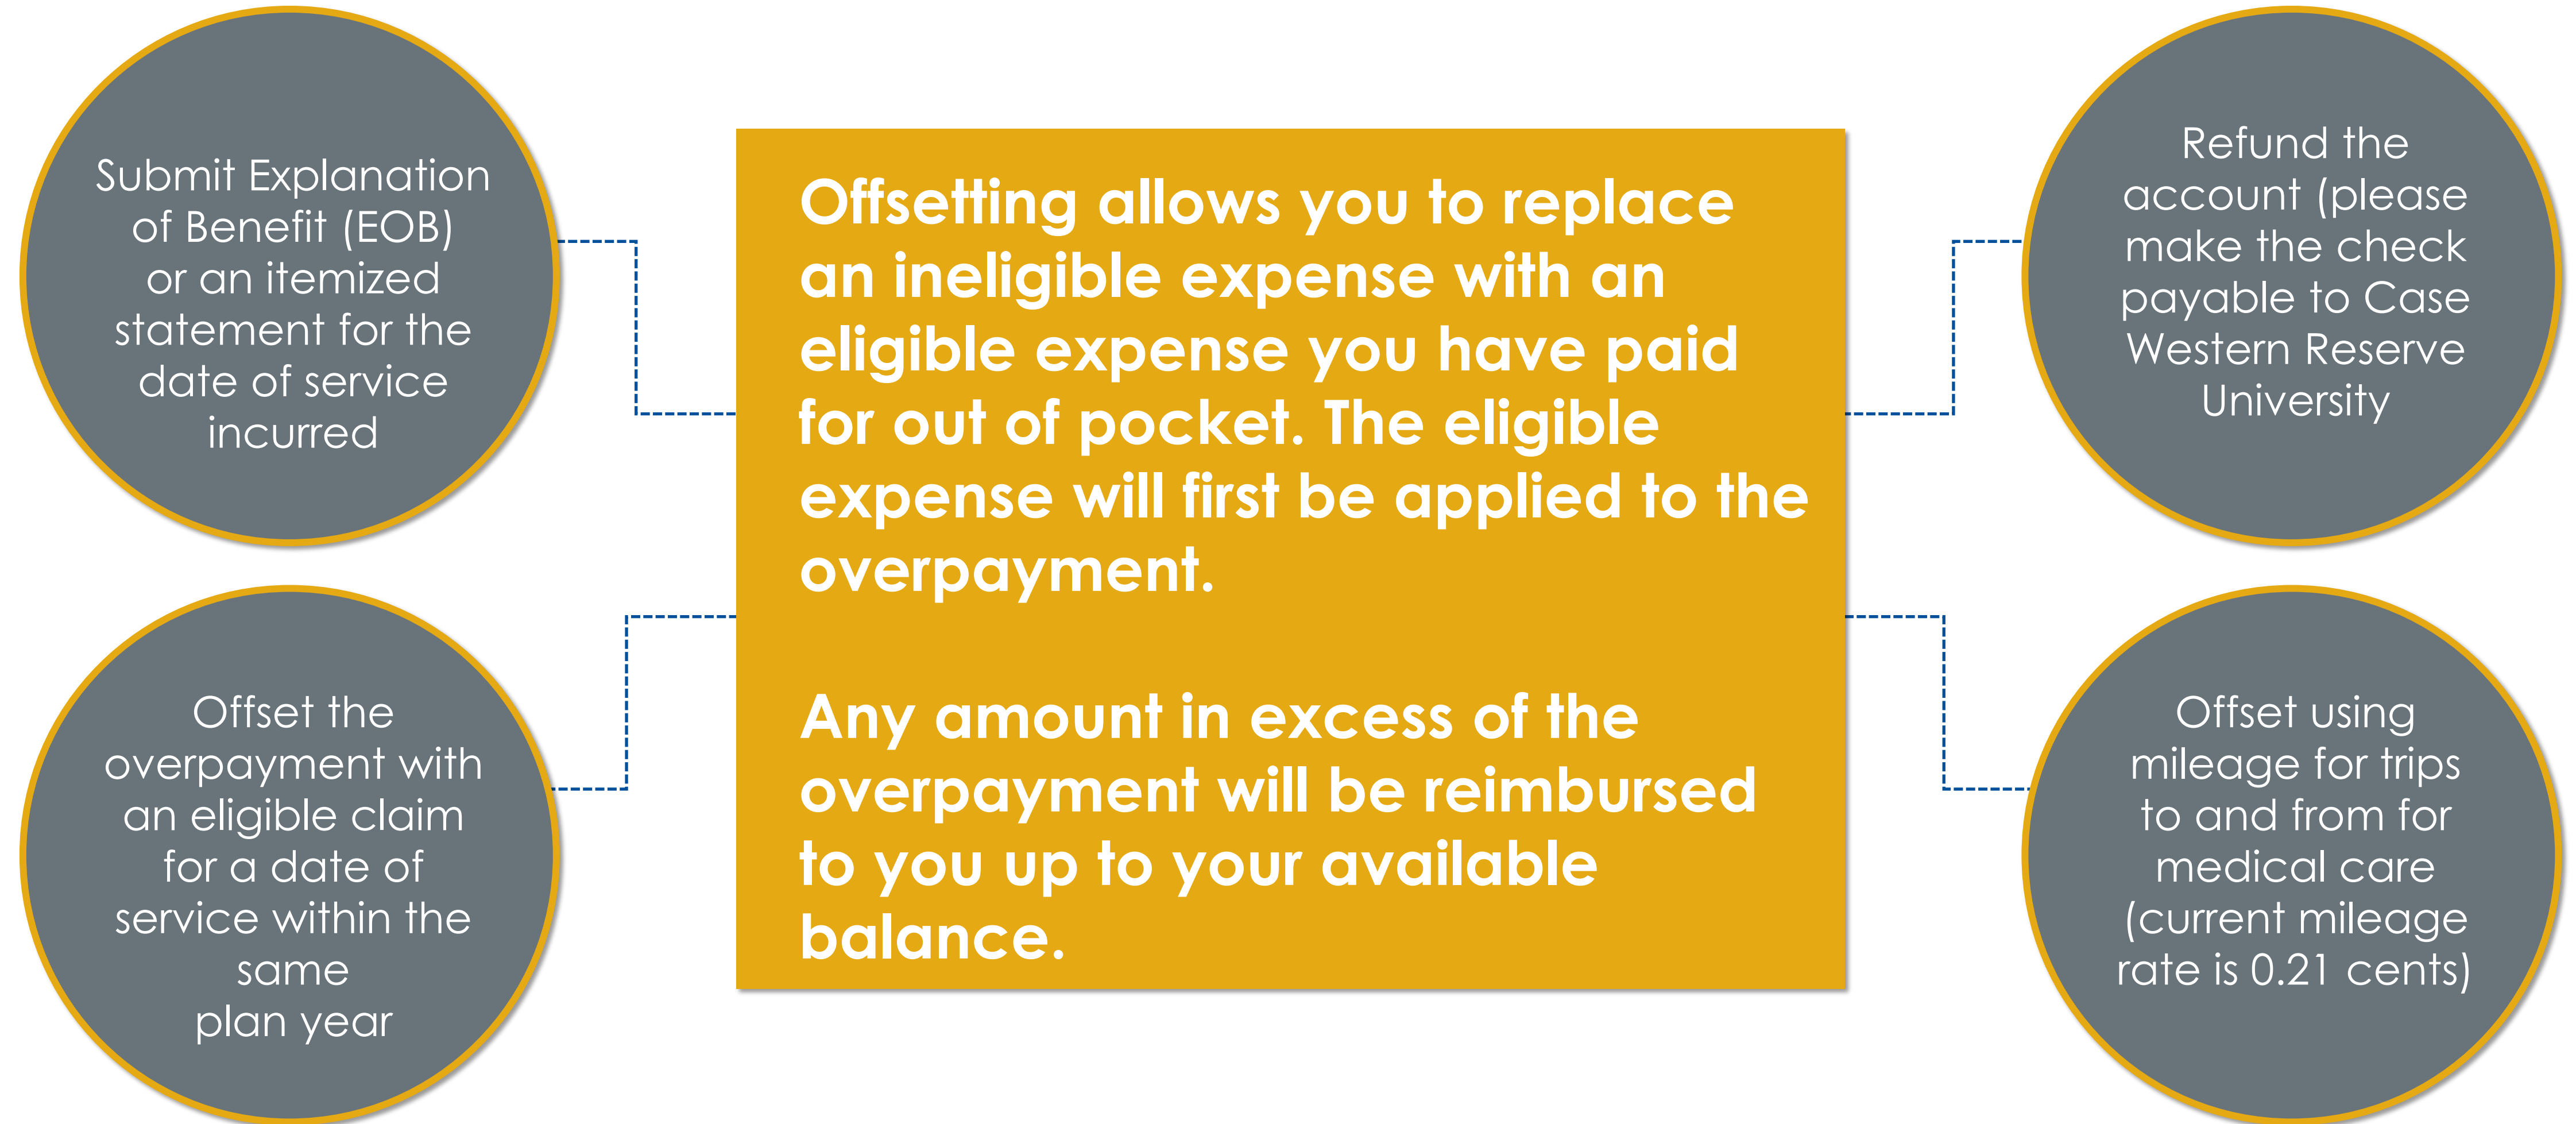 Submit Explanation
of Benefit (EOB)
or an itemized
statement for the
date of service
incurred
Offset the
overpayment with
an eligible claim
for a date of
service within the
same
plan year
Offsetting allows you to replace
an ineligible expense with an
eligible expense you have paid
for out of pocket. The eligible
expense will first be applied to the
overpayment.
Any amount in excess of the
overpayment will be reimbursed
to you up to your available
balance.
Refund the
account (please
make the check
payable to Case
Western Reserve
University
Offset using
mileage for trips
to and from for
medical care
(current mileage
rate is 0.21 cents)